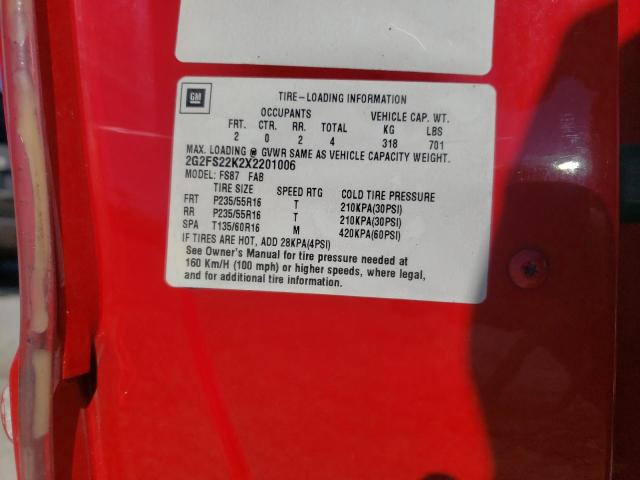 GM
TIRE-LOADING INFORMATION
OCCUPANTS VEHICLE CAP. WT.
FRT. CTR. RR. TOTAL KG LBS
2 0 2 4 318 701
MAX. LOADING @ GVWR SAME AS VEHICLE CAPACITY WEIGHT.
2G2FS22K2X2201006
MODEL: FS87 FAB
TIRE SIZE SPEED RTG COLD TIRE PRESSURE
FRT P235/55R16 T 210KPA(30PSI)
RR P235/55R16 T 210KPA(30PSI)
SPA T135/60R16 M 420KPA(60PSI)
IF TIRES ARE HOT, ADD 28KPA(4PSI)
See Owner's Manual for tire pressure needed at
160 Km/H (100 mph) or higher speeds, where legal,
and for additional tire information.